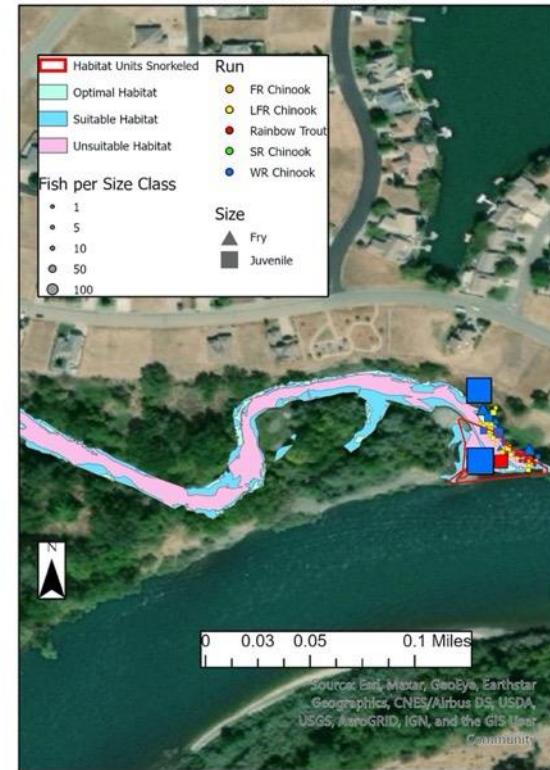 Habitat Units Snorkeled
Optimal Habitat
Suitable Habitat
Unsuitable Habitat
Fish per Size Class
1
5
10
50
100
Run
FR Chinook
LFR Chinook
Rainbow Trout
SR Chinook
WR Chinook
Size
Fry
Juvenile
N
0 0.03 0.05 0.1 Miles
Source: Esri, Maxar, GeoEye, Earthstar
Geographics, CNES/Airbus DS, USDA,
USGS, AeroGRID, IGN, and the GIS User
Community